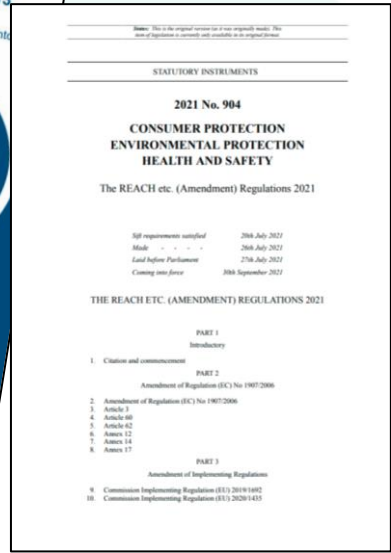 Status: This is the original version (as it was originally made). This
item of legislation is currently only available in its original format.
STATUTORY INSTRUMENTS
2021 No. 904
CONSUMER PROTECTION
ENVIRONMENTAL PROTECTION
HEALTH AND SAFETY
The REACH etc. (Amendment) Regulations 2021
Sift requirements satisfied 20th July 2021
Made - - - - 26th July 2021
Laid before Parliament 27th July 2021
Coming into force 30th September 2021
THE REACH ETC. (AMENDMENT) REGULATIONS 2021
PART 1
Introductory
1. Citation and commencement
PART 2
Amendment of Regulation (EC) No 1907/2006
2. Amendment of Regulation (EC) No 1907/2006
3. Article 3
4. Article 60
5. Article 62
6. Annex 12
7. Annex 14
8. Annex 17
PART 3
Amendment of Implementing Regulations
9. Commission Implementing Regulation (EU) 2019/1692
10. Commission Implementing Regulation (EU) 2020/1435